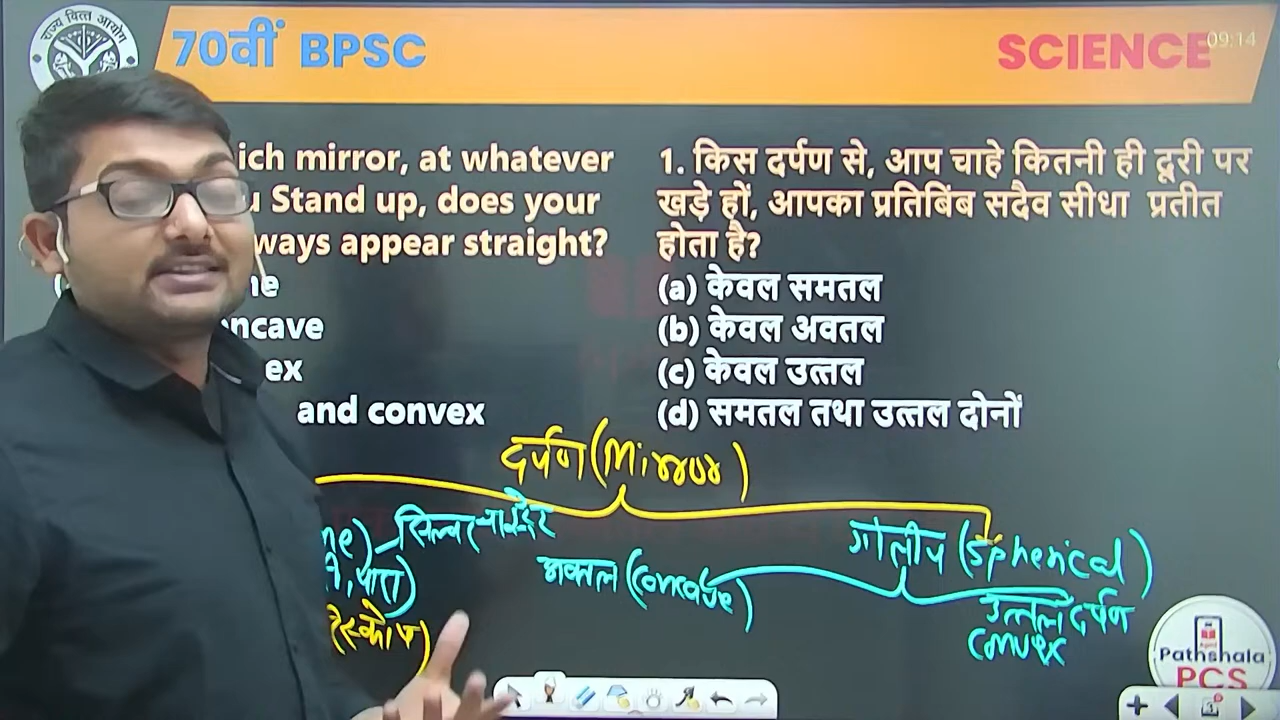 राज्य वित्त आयोग
70वीं BPSC
SCIENCE
09:14
ich mirror, at whatever
u Stand up, does your
ways appear straight?
ne
ncave
ex
and convex
1. किस दर्पण से, आप चाहे कितनी ही दूरी पर
खड़े हों, आपका प्रतिबिंब सदैव सीधा प्रतीत
होता है?
(a) केवल समतल
(b) केवल अवतल
(c) केवल उत्तल
(d) समतल तथा उत्तल दोनों
दर्पण (Mirror)
ne)
पारा)
गोलीय (Spherical)
अवतल (concave)
उत्तल दर्पण
convex
Pathshala
PCS